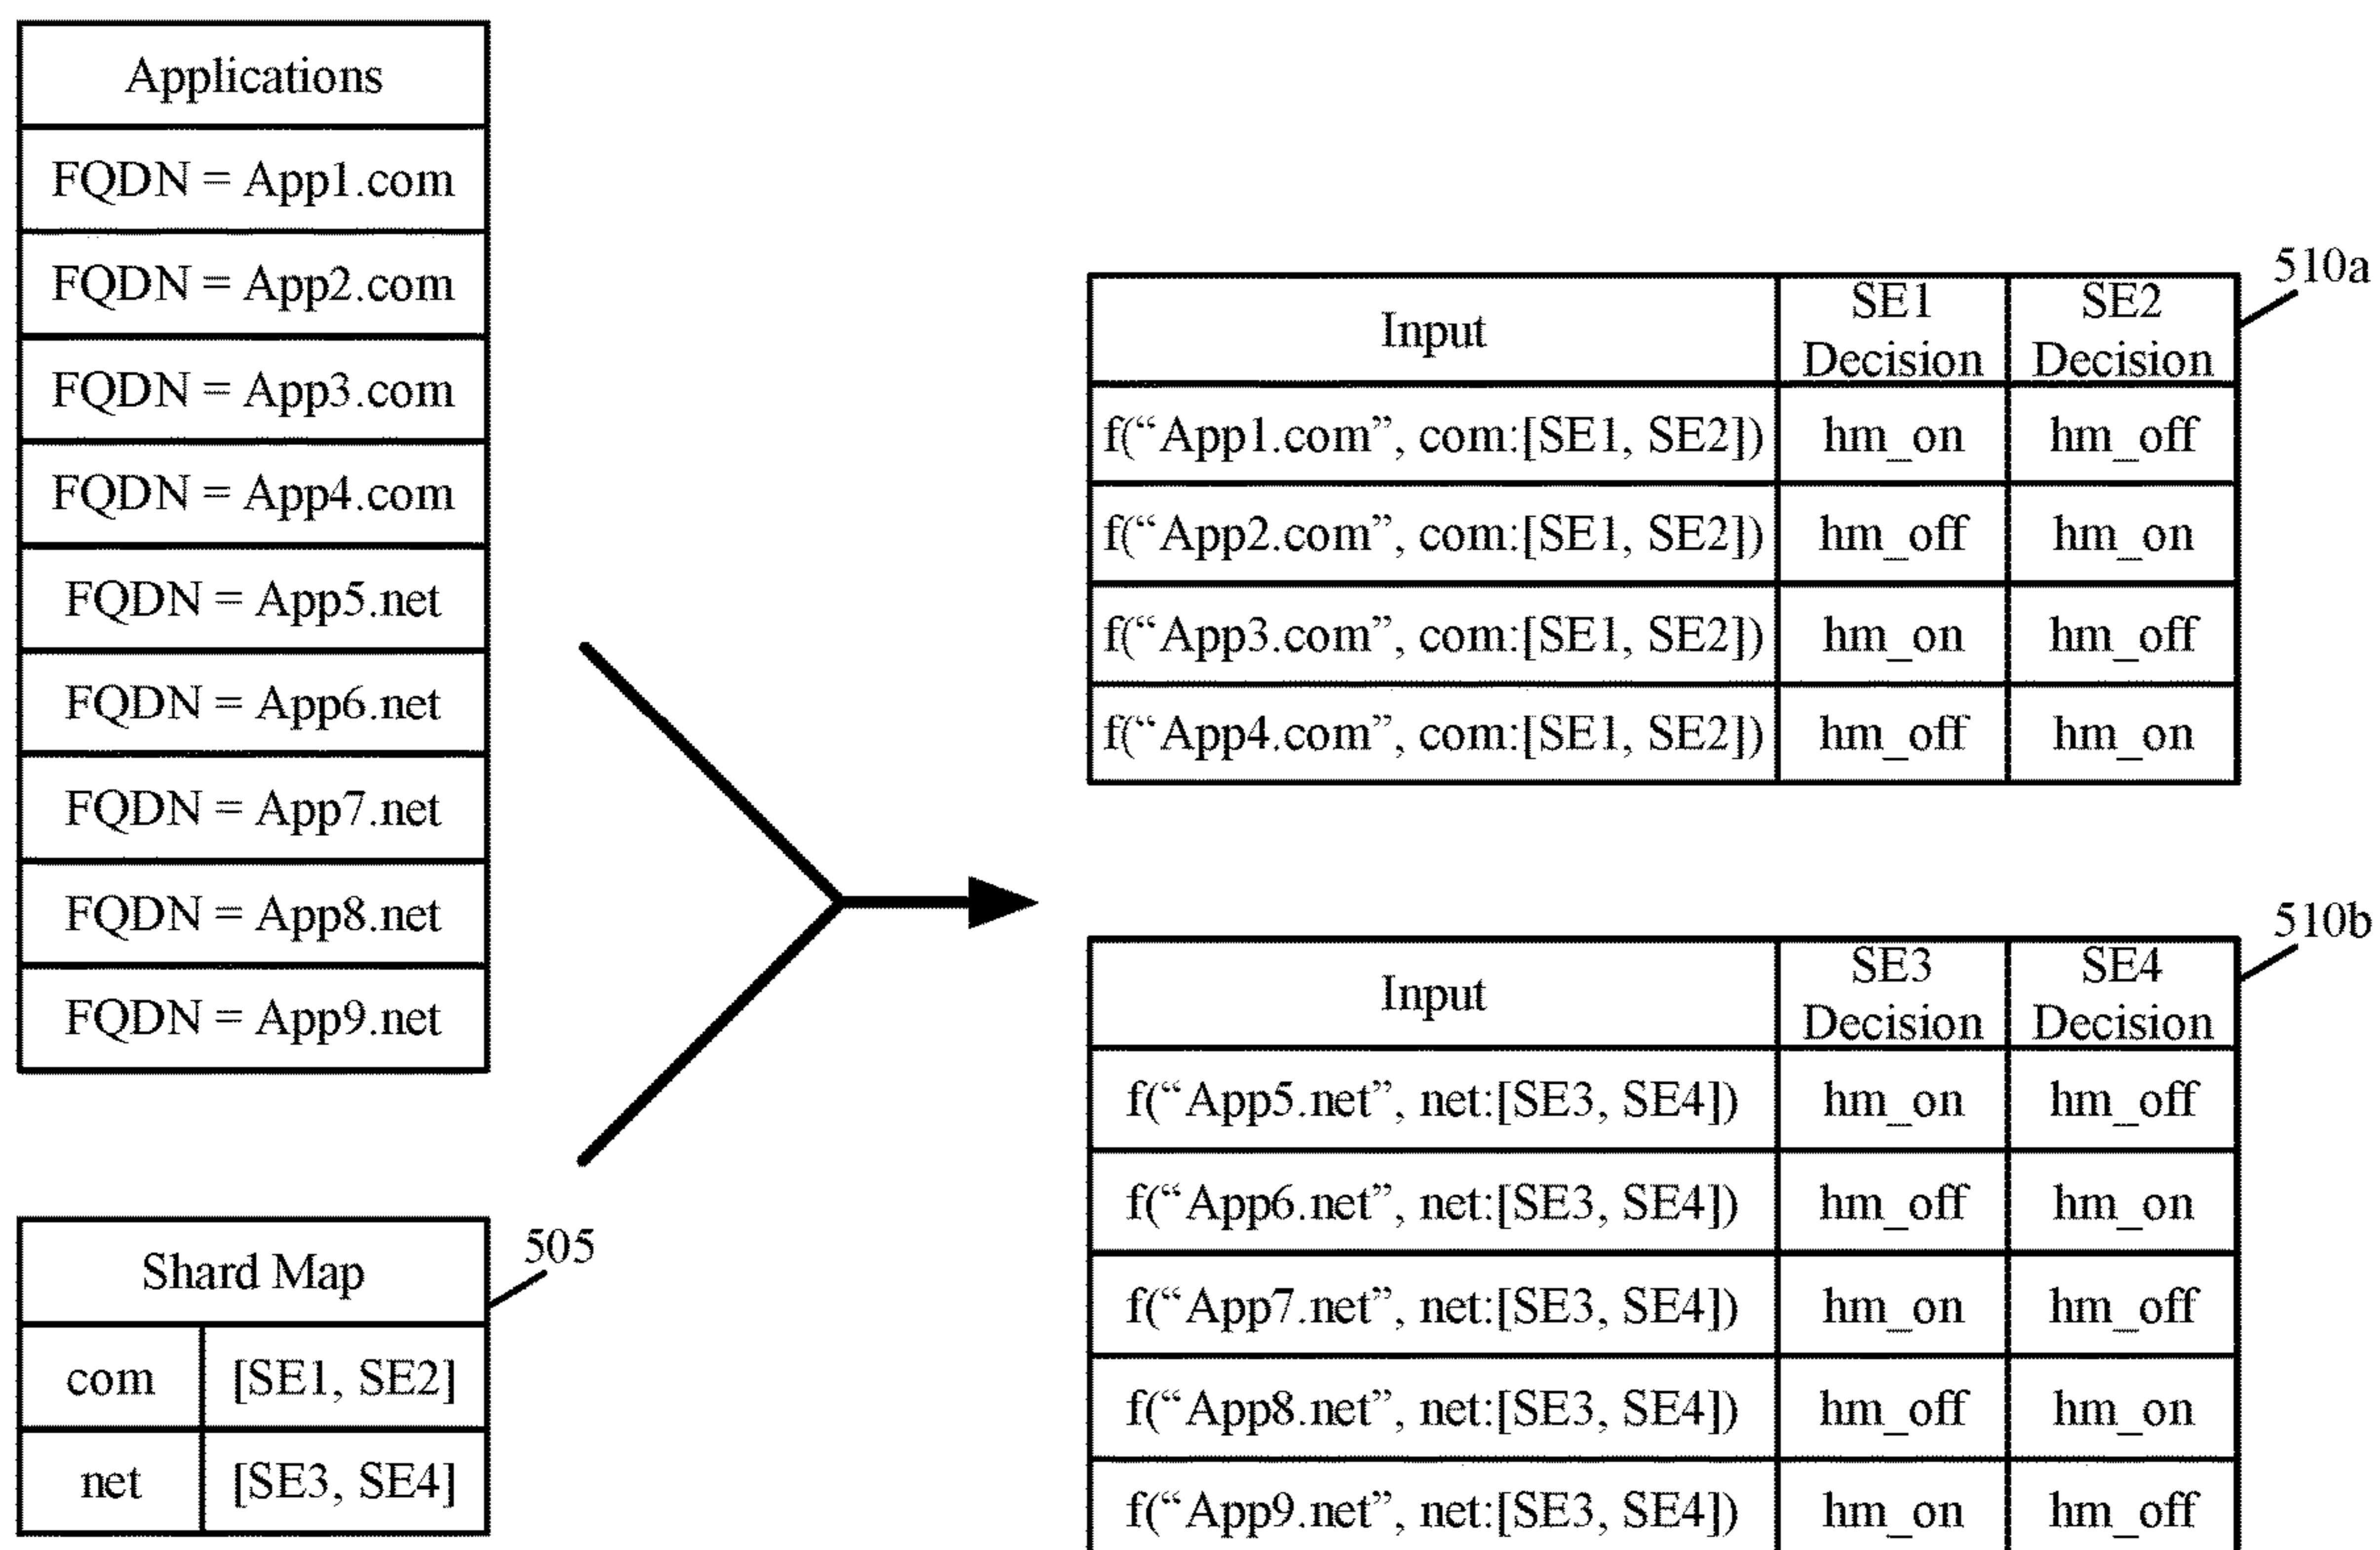 Applications
FQDN = App1.com
FQDN = App2.com
FQDN = App3.com
FQDN = App4.com
FQDN = App5.net
FQDN = App6.net
FQDN = App7.net
FQDN = App8.net
FQDN = App9.net
Shard Map
505
com [SE1, SE2]
net [SE3, SE4]
510a
Input
SE1
Decision
SE2
Decision
f(“App1.com”, com:[SE1, SE2]) hm_on hm_off
f(“App2.com”, com:[SE1, SE2]) hm_off hm_on
f(“App3.com”, com:[SE1, SE2]) hm_on hm_off
f(“App4.com”, com:[SE1, SE2]) hm_off hm_on
510b
Input
SE3
Decision
SE4
Decision
f(“App5.net”, net:[SE3, SE4]) hm_on hm_off
f(“App6.net”, net:[SE3, SE4]) hm_off hm_on
f(“App7.net”, net:[SE3, SE4]) hm_on hm_off
f(“App8.net”, net:[SE3, SE4]) hm_off hm_on
f(“App9.net”, net:[SE3, SE4]) hm_on hm_off